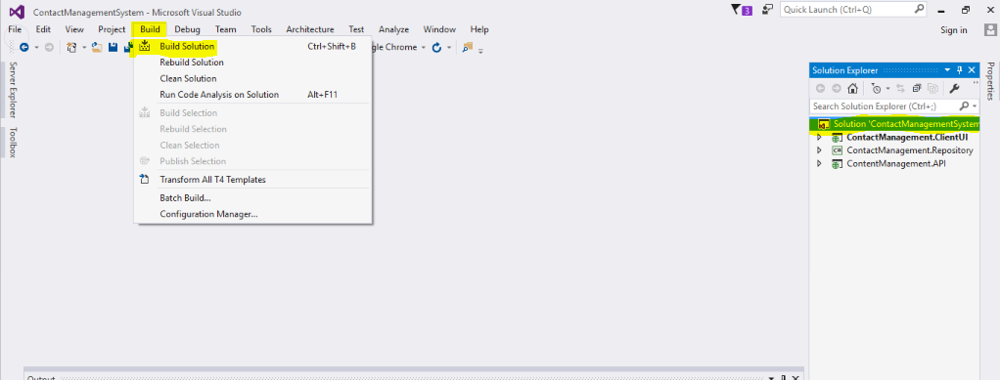 ContactManagementSystem - Microsoft Visual Studio
3
Quick Launch (Ctrl+Q)
File Edit View Project Build Debug Team Tools Architecture Test Analyze Window Help
Sign in
Chrome
Build Solution Ctrl+Shift+B
Rebuild Solution
Clean Solution
Run Code Analysis on Solution Alt+F11
Build Selection
Rebuild Selection
Clean Selection
Publish Selection
Transform All T4 Templates
Batch Build...
Configuration Manager...
Server Explorer
Toolbox
Solution Explorer
Search Solution Explorer (Ctrl+;)
Solution 'ContactManagementSystem
ContactManagement.ClientUI
C# ContactManagement.Repository
ContentManagement.API
Properties
Output